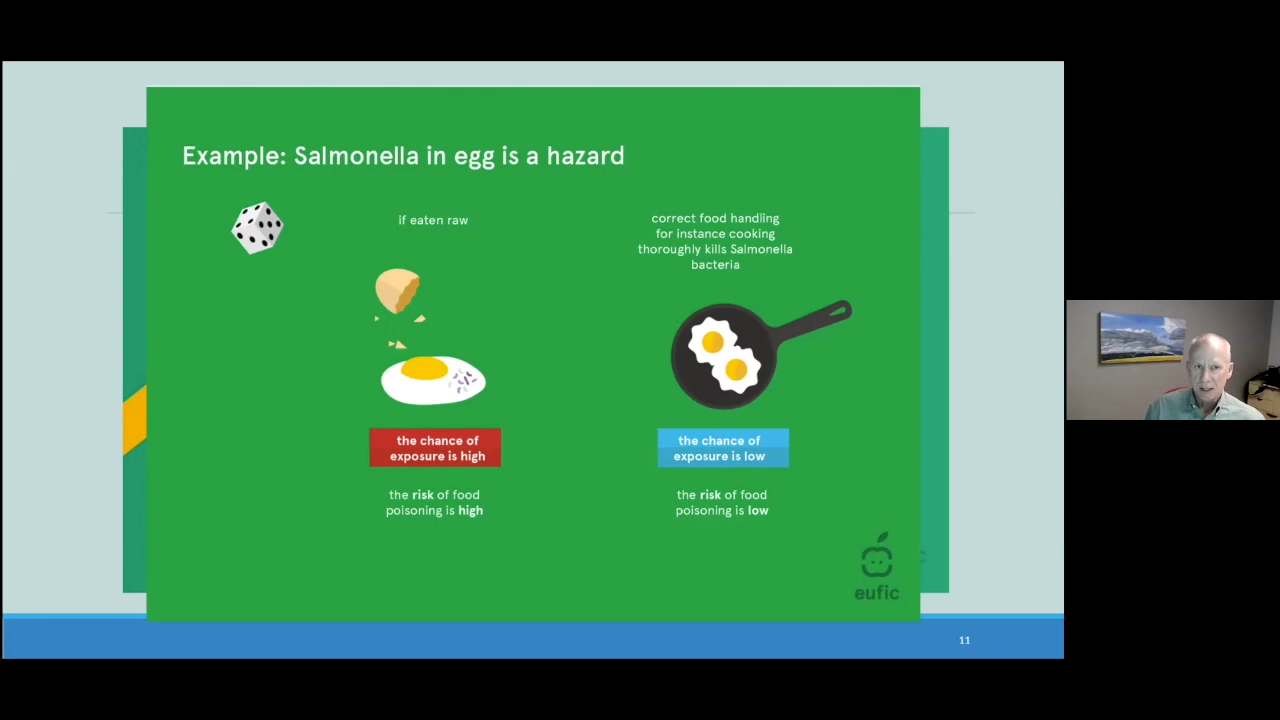 Example: Salmonella in egg is a hazard
if eaten raw
the chance of
exposure is high
the risk of food
poisoning is high
correct food handling
for instance cooking
thoroughly kills Salmonella
bacteria
the chance of
exposure is low
the risk of food
poisoning is low
eufic
11